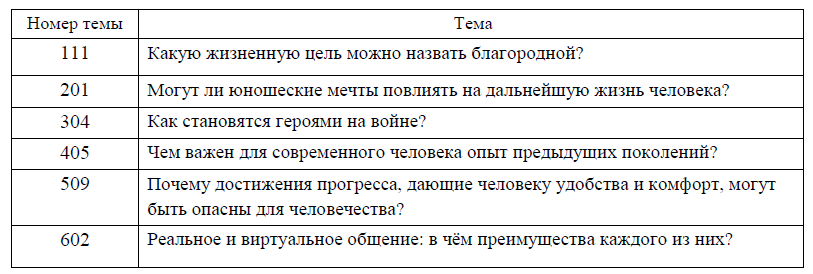 Номер темы Тема
111 Какую жизненную цель можно назвать благородной?
201 Могут ли юношеские мечты повлиять на дальнейшую жизнь человека?
304 Как становятся героями на войне?
405 Чем важен для современного человека опыт предыдущих поколений?
509 Почему достижения прогресса, дающие человеку удобства и комфорт, могут
быть опасны для человечества?
602 Реальное и виртуальное общение: в чём преимущества каждого из них?